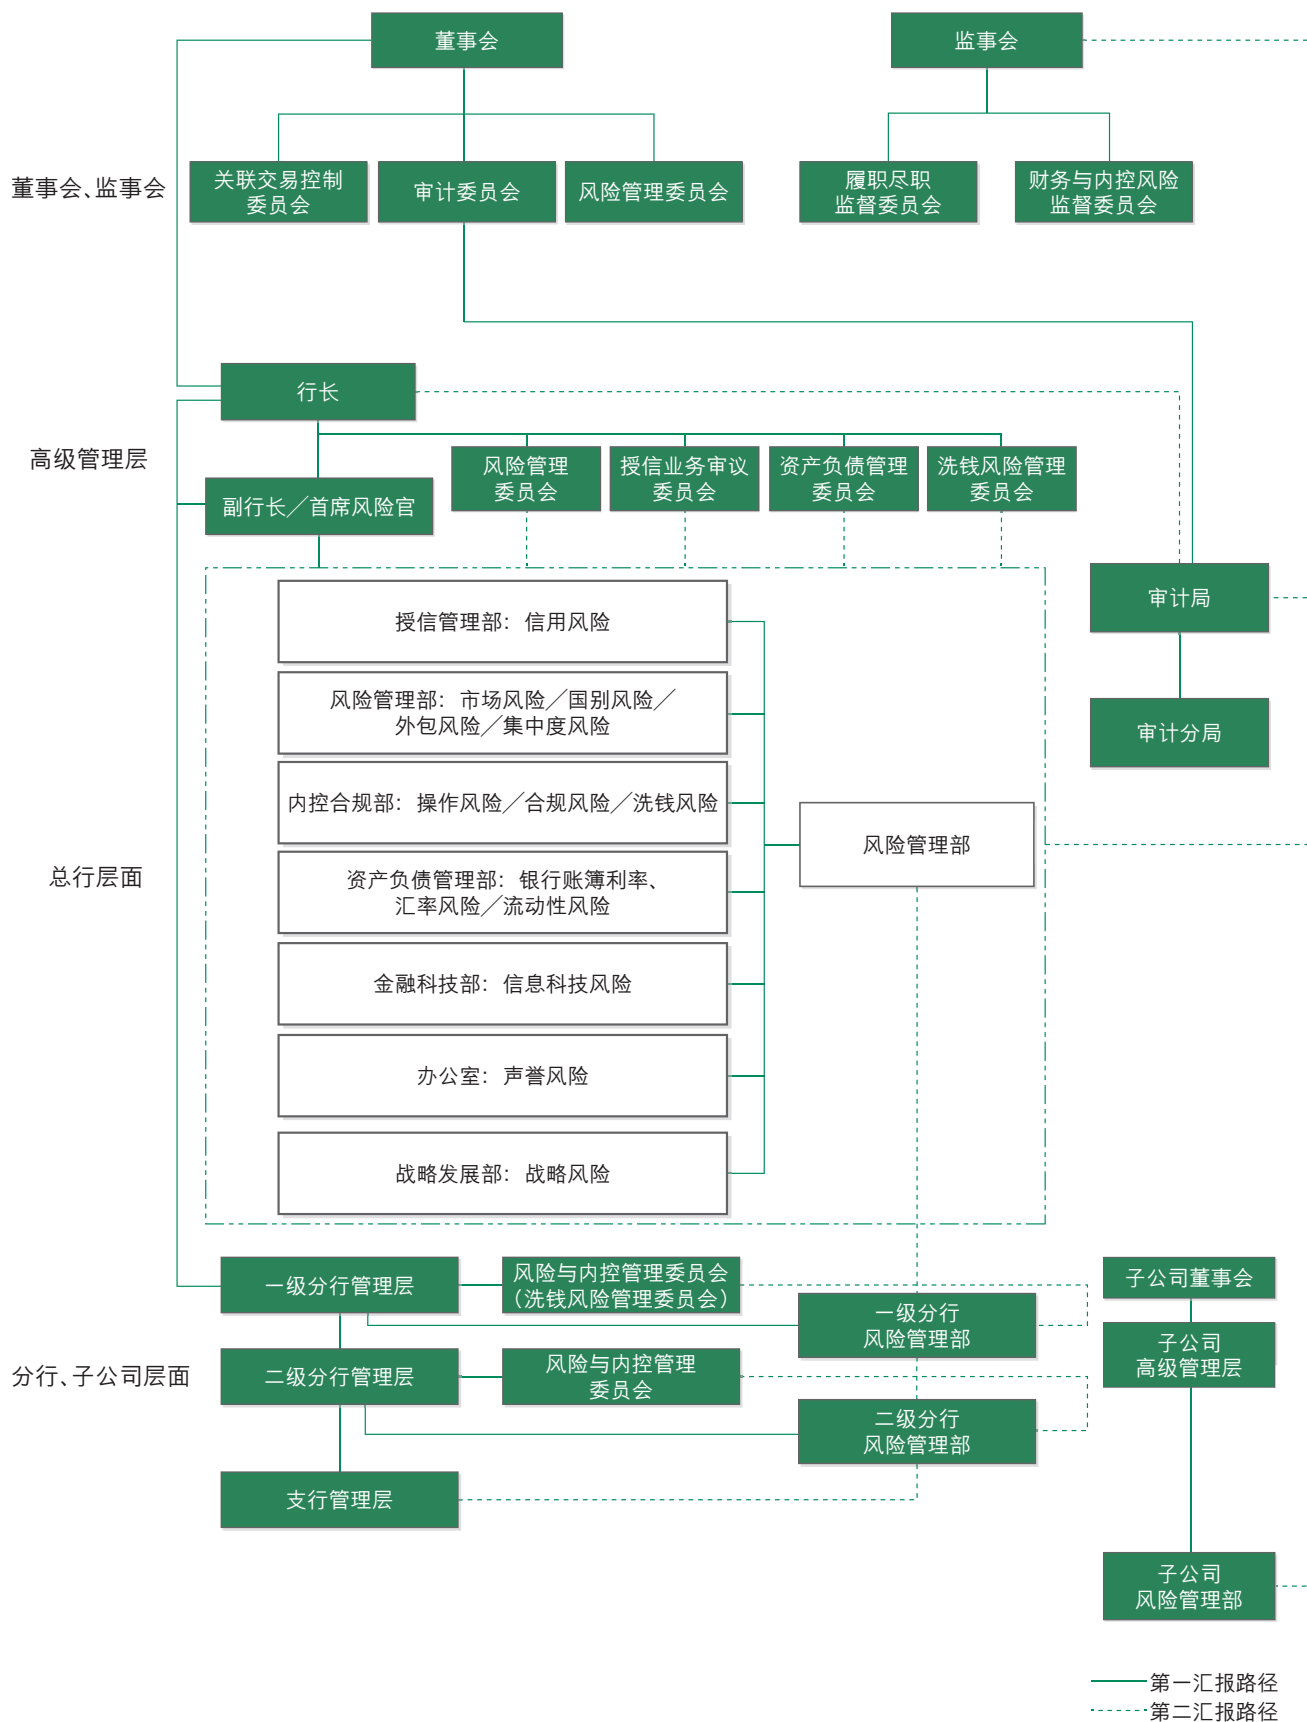 董事会
监事会
董事会、监事会
关联交易控制
委员会
审计委员会
风险管理委员会
履职尽职
监督委员会
财务与内控风险
监督委员会
行长
高级管理层
副行长／首席风险官
风险管理
委员会
授信业务审议
委员会
资产负债管理
委员会
洗钱风险管理
委员会
审计局
审计分局
总行层面
授信管理部：信用风险
风险管理部：市场风险／国别风险／
外包风险／集中度风险
内控合规部：操作风险／合规风险／洗钱风险
资产负债管理部：银行账簿利率、
汇率风险／流动性风险
金融科技部：信息科技风险
办公室：声誉风险
战略发展部：战略风险
风险管理部
分行、子公司层面
一级分行管理层
风险与内控管理委员会
（洗钱风险管理委员会）
一级分行
风险管理部
二级分行管理层
风险与内控管理
委员会
二级分行
风险管理部
支行管理层
子公司董事会
子公司
高级管理层
子公司
风险管理部
第一汇报路径
第二汇报路径